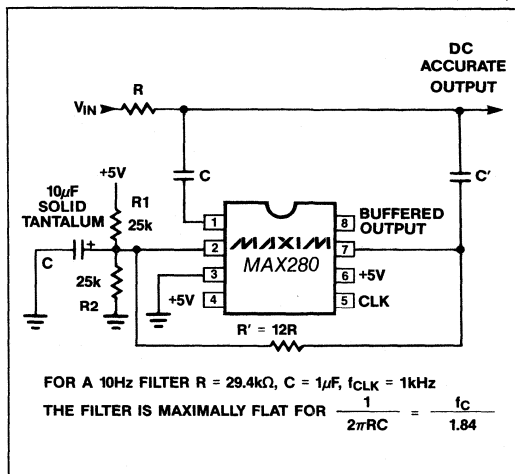 DC
ACCURATE
OUTPUT
R
VIN
C
C'
+5V
10µF
SOLID
TANTALUM
R1
25k
C
+
25k
R2
1
2
3
4
MAXIM
MAX280
8
7
6
5
BUFFERED
OUTPUT
+5V
CLK
+5V
R' = 12R
FOR A 10Hz FILTER R = 29.4kΩ, C = 1µF, fCLK = 1kHz
THE FILTER IS MAXIMALLY FLAT FOR 1/2πRC = fC/1.84